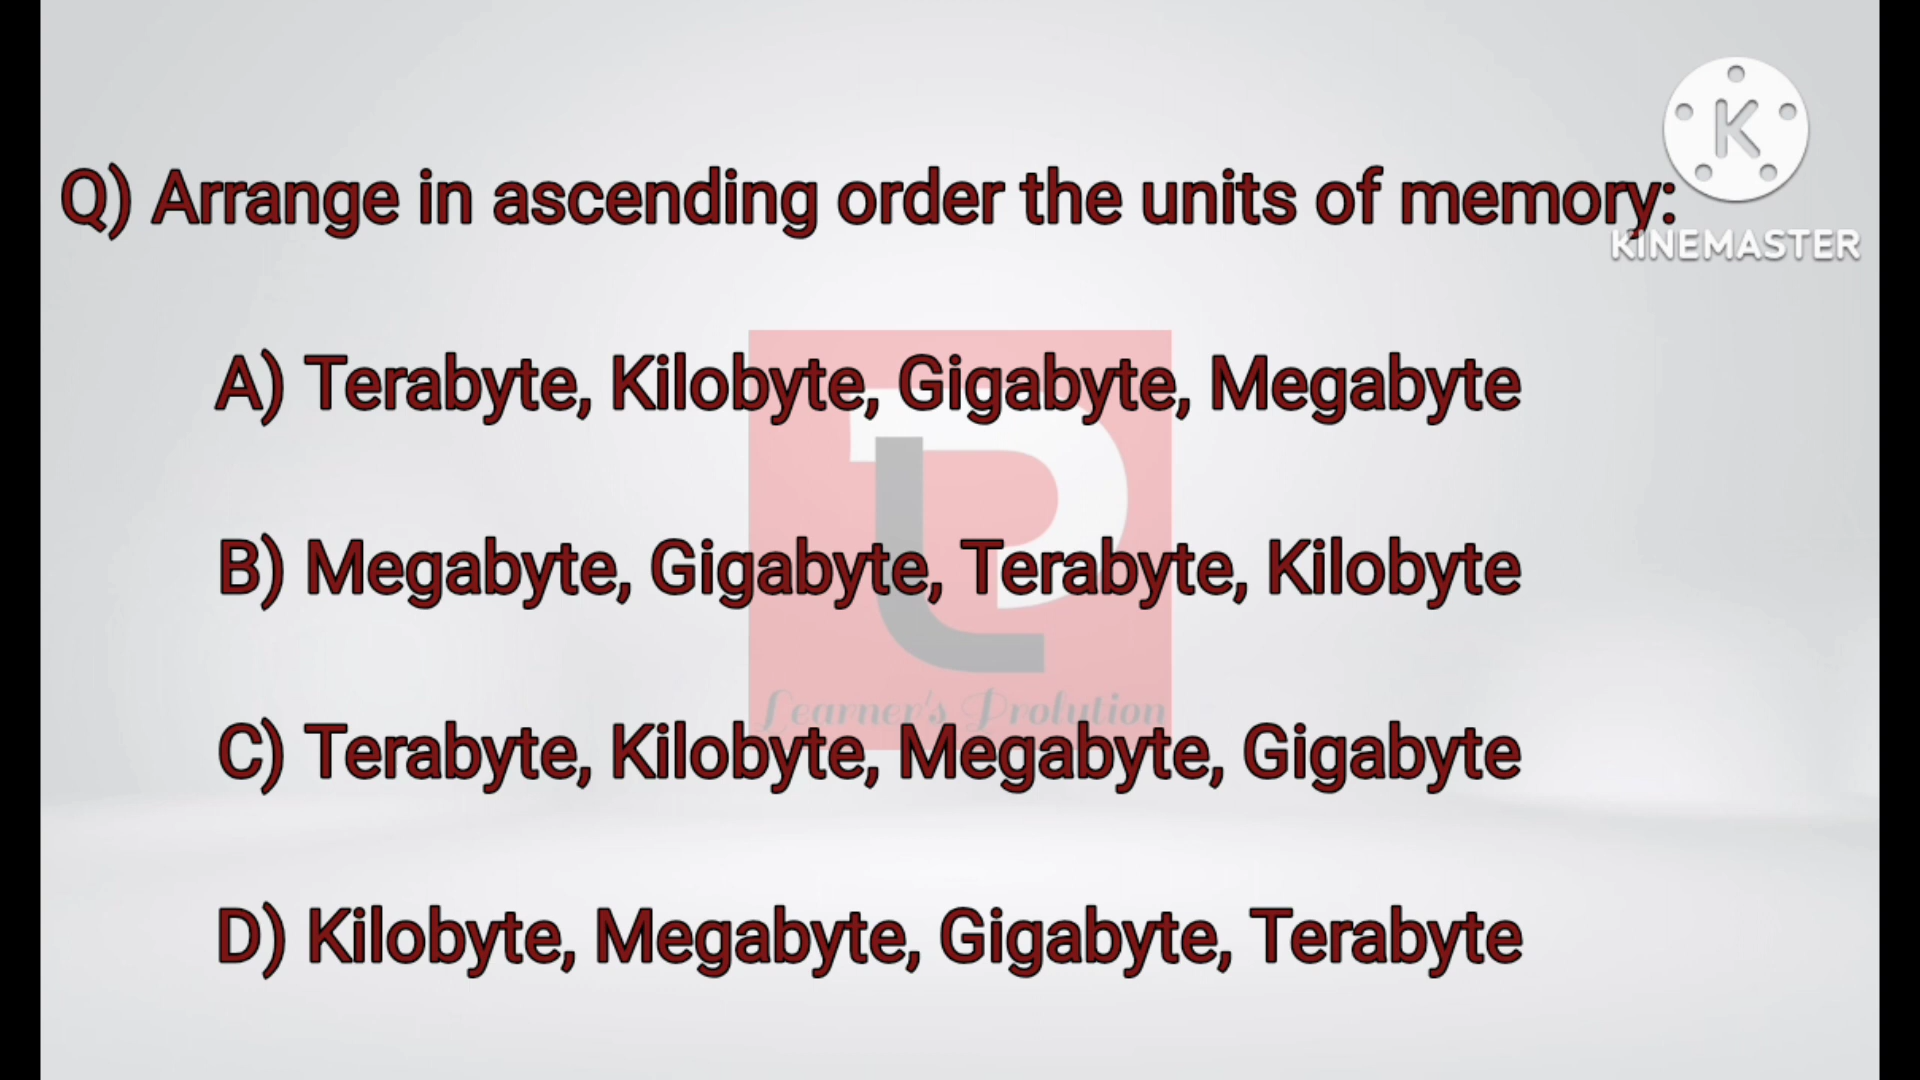 Q) Arrange in ascending order the units of memory:
K
KINEMASTER
A) Terabyte, Kilobyte, Gigabyte, Megabyte
B) Megabyte, Gigabyte, Terabyte, Kilobyte
Learner's Prolution
C) Terabyte, Kilobyte, Megabyte, Gigabyte
D) Kilobyte, Megabyte, Gigabyte, Terabyte